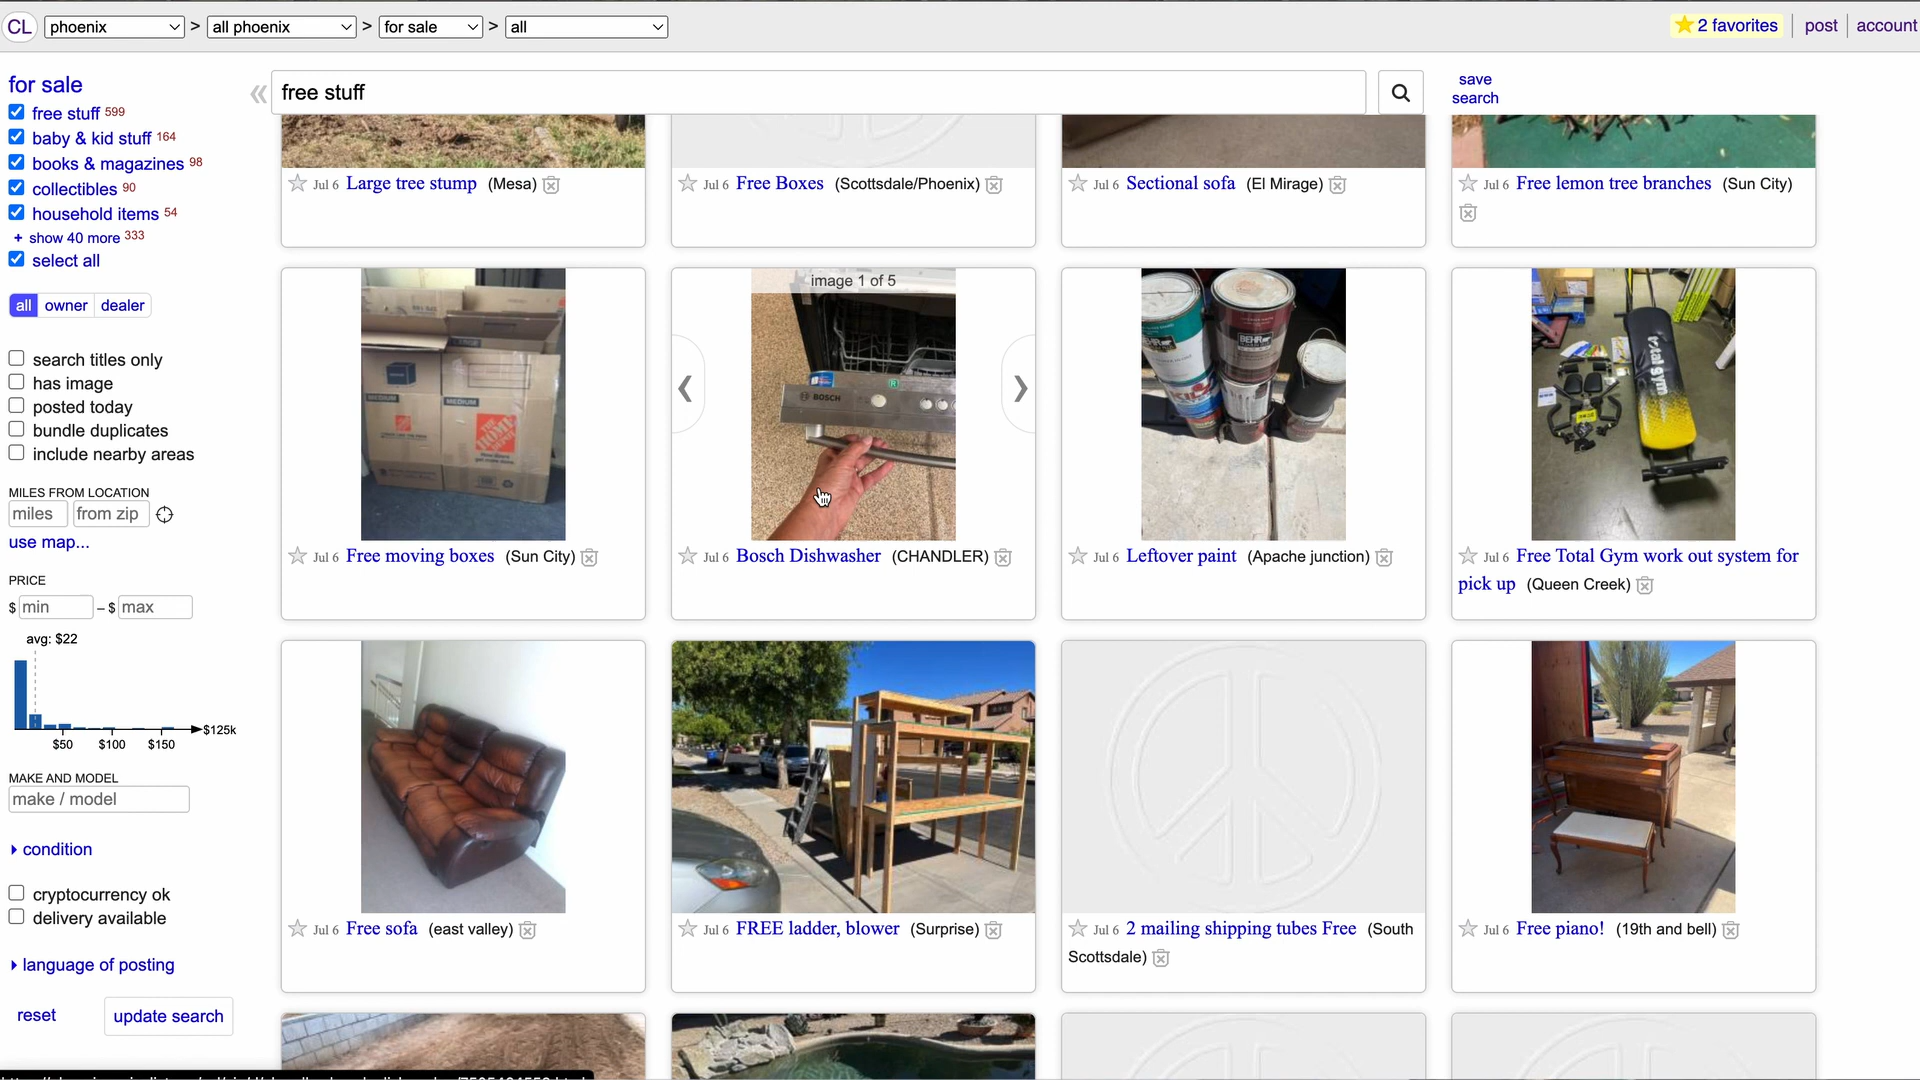 CL phoenix > all phoenix > for sale > all
2 favorites post account
for sale
free stuff 599
baby & kid stuff 164
books & magazines 98
collectibles 90
household items 54
+ show 40 more 333
select all
all owner dealer
search titles only
has image
posted today
bundle duplicates
include nearby areas
MILES FROM LOCATION
miles from zip
use map...
PRICE
$ min – $ max
avg: $22
$125k
$50 $100 $150
MAKE AND MODEL
make / model
condition
cryptocurrency ok
delivery available
language of posting
reset update search
« free stuff
save
search
Jul 6 Large tree stump (Mesa)
Jul 6 Free Boxes (Scottsdale/Phoenix)
Jul 6 Sectional sofa (El Mirage)
Jul 6 Free lemon tree branches (Sun City)
MEDIUM
MEDIUM
THE HOME
image 1 of 5
BOSCH
BEHR
BEHR
total gym
Jul 6 Free moving boxes (Sun City)
Jul 6 Bosch Dishwasher (CHANDLER)
Jul 6 Leftover paint (Apache junction)
Jul 6 Free Total Gym work out system for
pick up (Queen Creek)
Jul 6 Free sofa (east valley)
Jul 6 FREE ladder, blower (Surprise)
Jul 6 2 mailing shipping tubes Free (South
Scottsdale)
Jul 6 Free piano! (19th and bell)